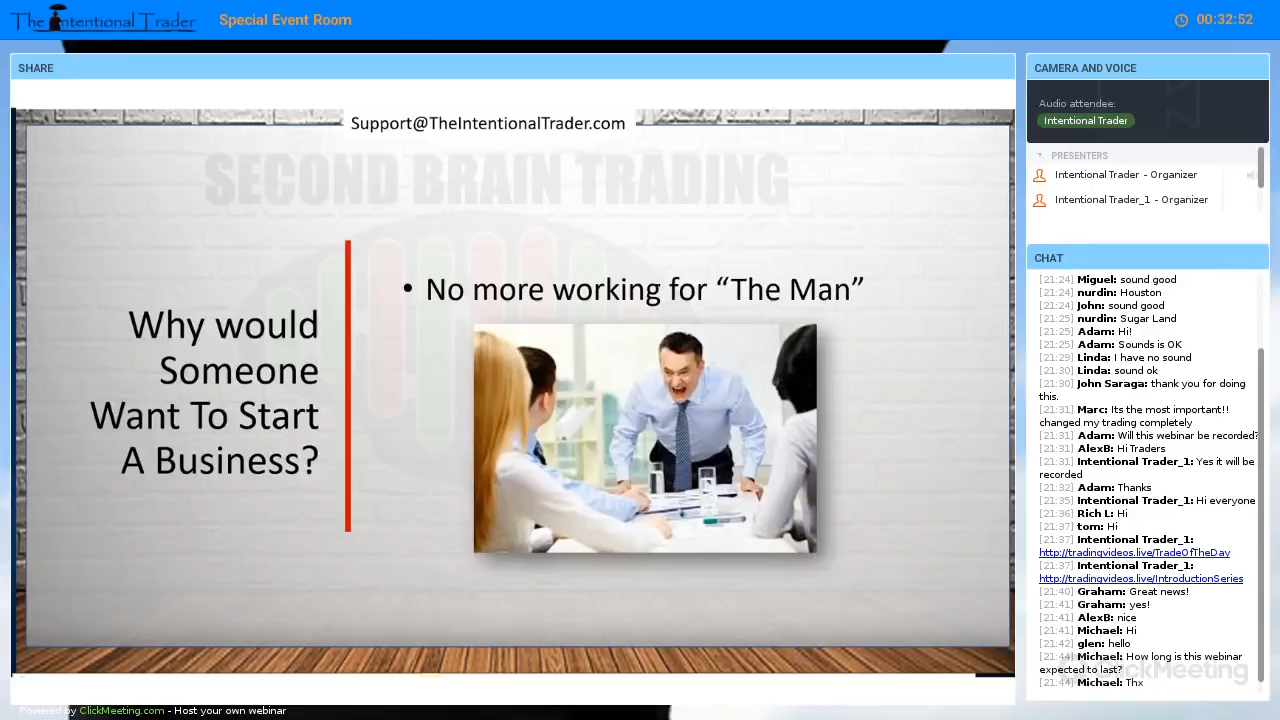 The Intentional Trader
Special Event Room
00:32:52
SHARE
Support@TheIntentionalTrader.com
SECOND BRAIN TRADING
Why would
Someone
Want To Start
A Business?
• No more working for “The Man”
Powered by ClickMeeting.com - Host your own webinar
CAMERA AND VOICE
Audio attendee:
Intentional Trader
PRESENTERS
Intentional Trader - Organizer
Intentional Trader_1 - Organizer
CHAT
[21:24] Miguel: sound good
[21:24] nurdin: Houston
[21:24] John: sound good
[21:25] nurdin: Sugar Land
[21:25] Adam: Hi!
[21:25] Adam: Sounds is OK
[21:29] Linda: I have no sound
[21:30] Linda: sound ok
[21:30] John Saraga: thank you for doing
this.
[21:31] Marc: Its the most important!!
changed my trading completely
[21:31] Adam: Will this webinar be recorded?
[21:31] AlexB: Hi Traders
[21:31] Intentional Trader_1: Yes it will be
recorded
[21:32] Adam: Thanks
[21:35] Intentional Trader_1: Hi everyone
[21:36] Rich L: Hi
[21:37] tom: Hi
[21:37] Intentional Trader_1:
http://tradingvideos.live/TradeOfTheDay
[21:37] Intentional Trader_1:
http://tradingvideos.live/IntroductionSeries
[21:40] Graham: Great news!
[21:41] Graham: yes!
[21:41] AlexB: nice
[21:41] Michael: Hi
[21:42] glen: hello
[21:44] Michael: How long is this webinar
expected to last?
[21:44] Michael: Thx
ClickMeeting